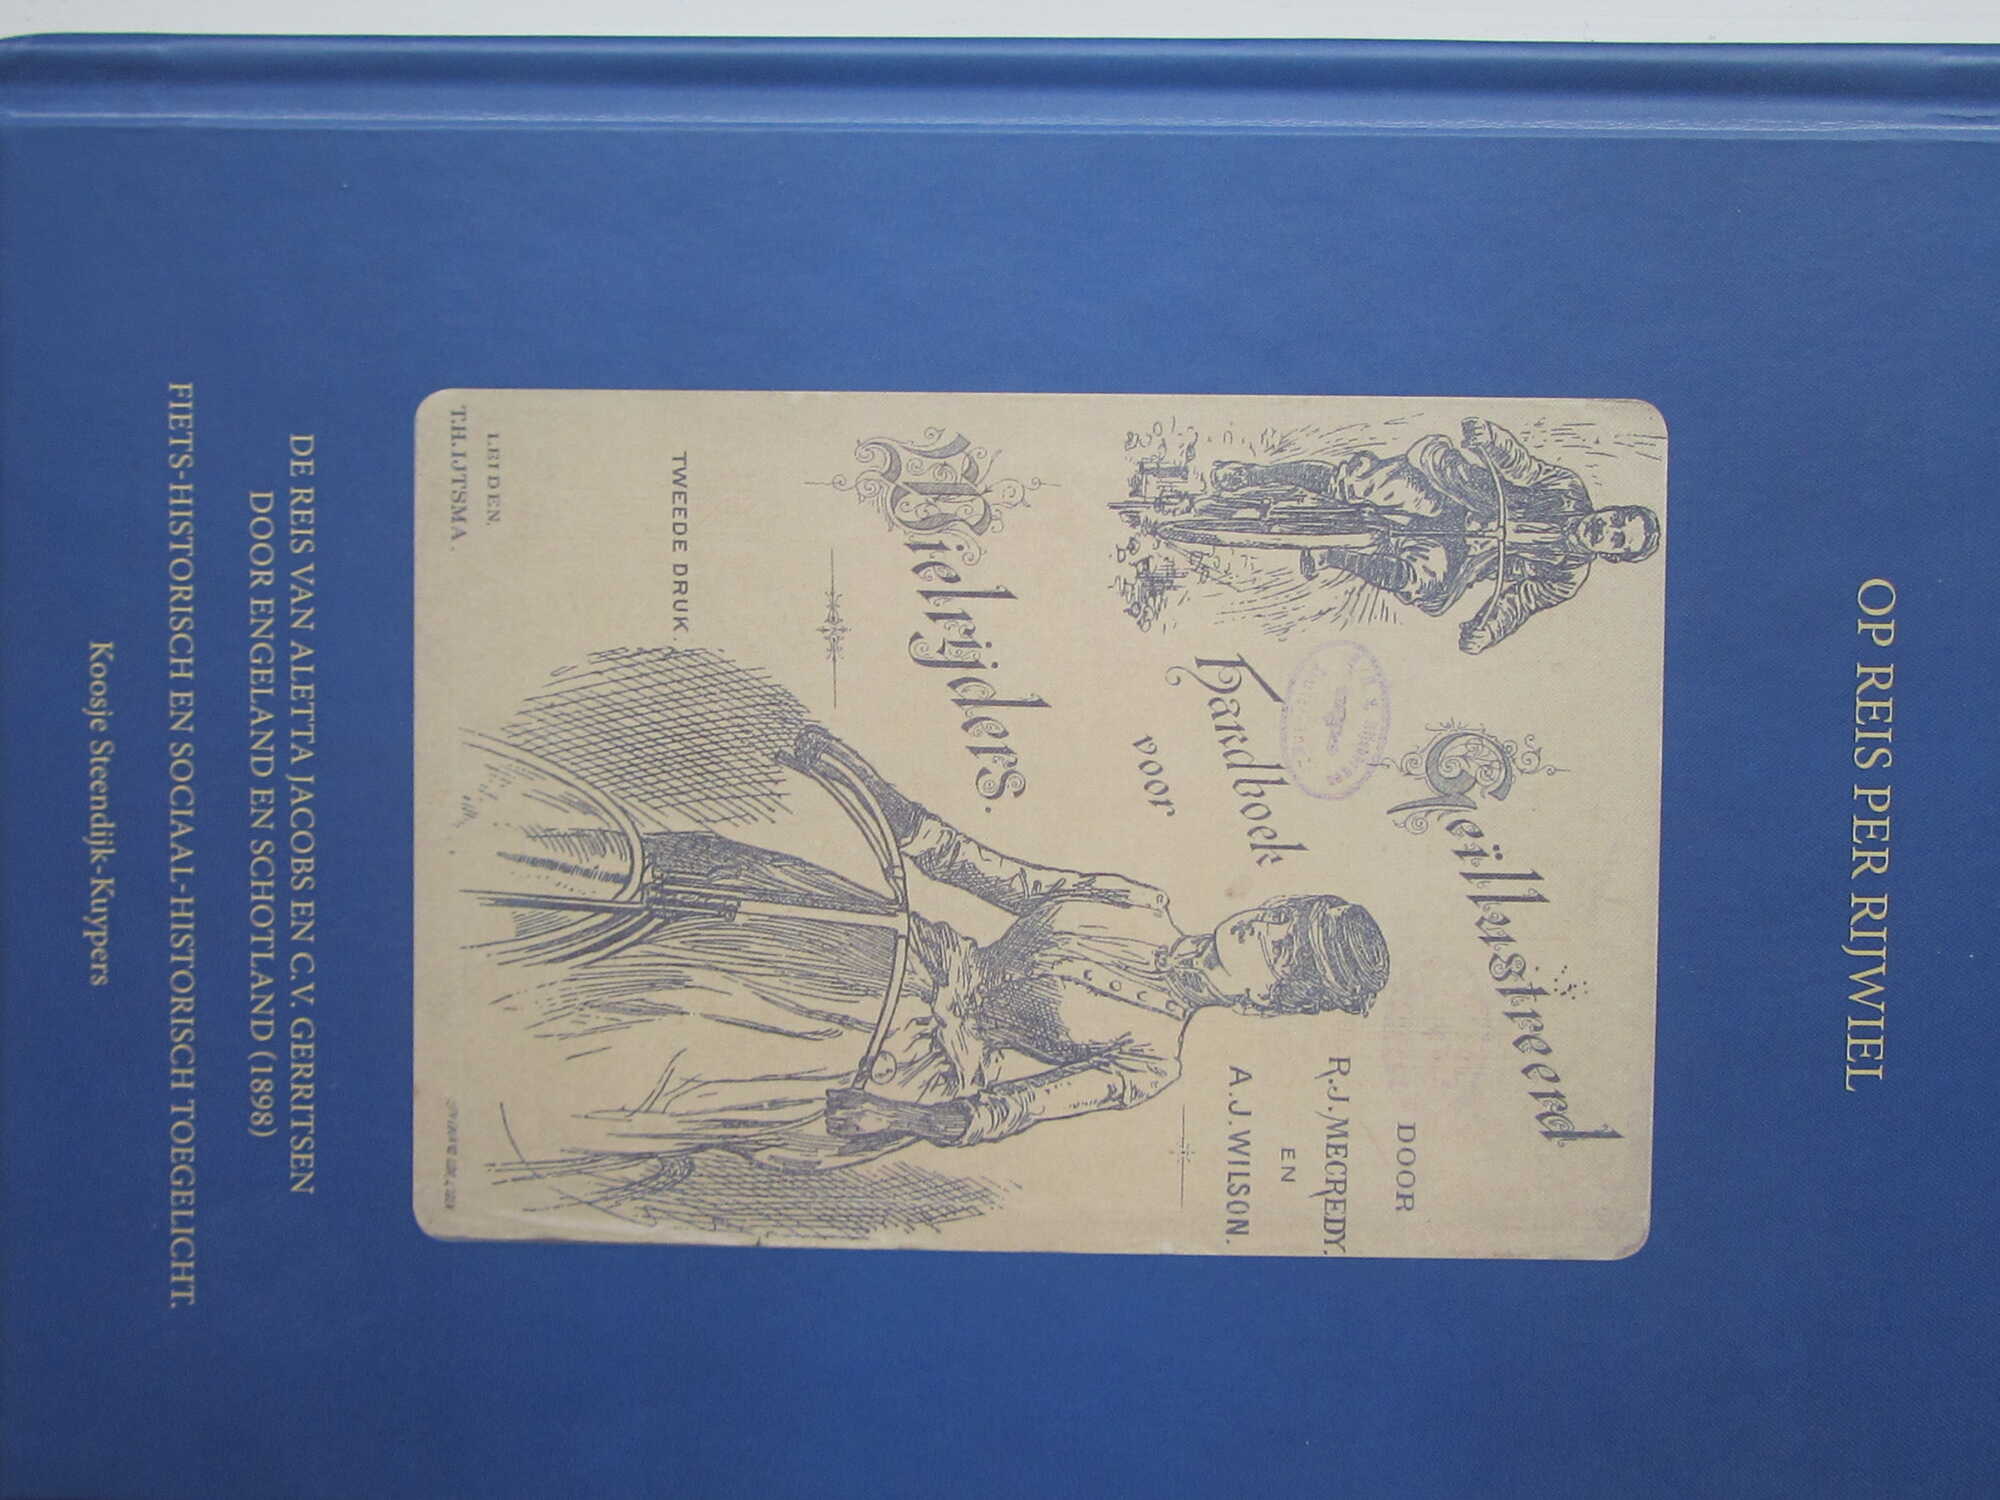 OP REIS PER RIJWIEL
Geïllustreerd
Handboek
voor
Wielrijders.
DOOR
R.J. MECREDY.
EN
A.J. WILSON.
TWEEDE DRUK.
LEIDEN.
T.H. IJTSMA.
DE REIS VAN ALETTA JACOBS EN C.V. GERRITSEN
DOOR ENGELAND EN SCHOTLAND (1898)
FIETS-HISTORISCH EN SOCIAAL-HISTORISCH TOEGELICHT.
Koosje Steendijk-Kuypers